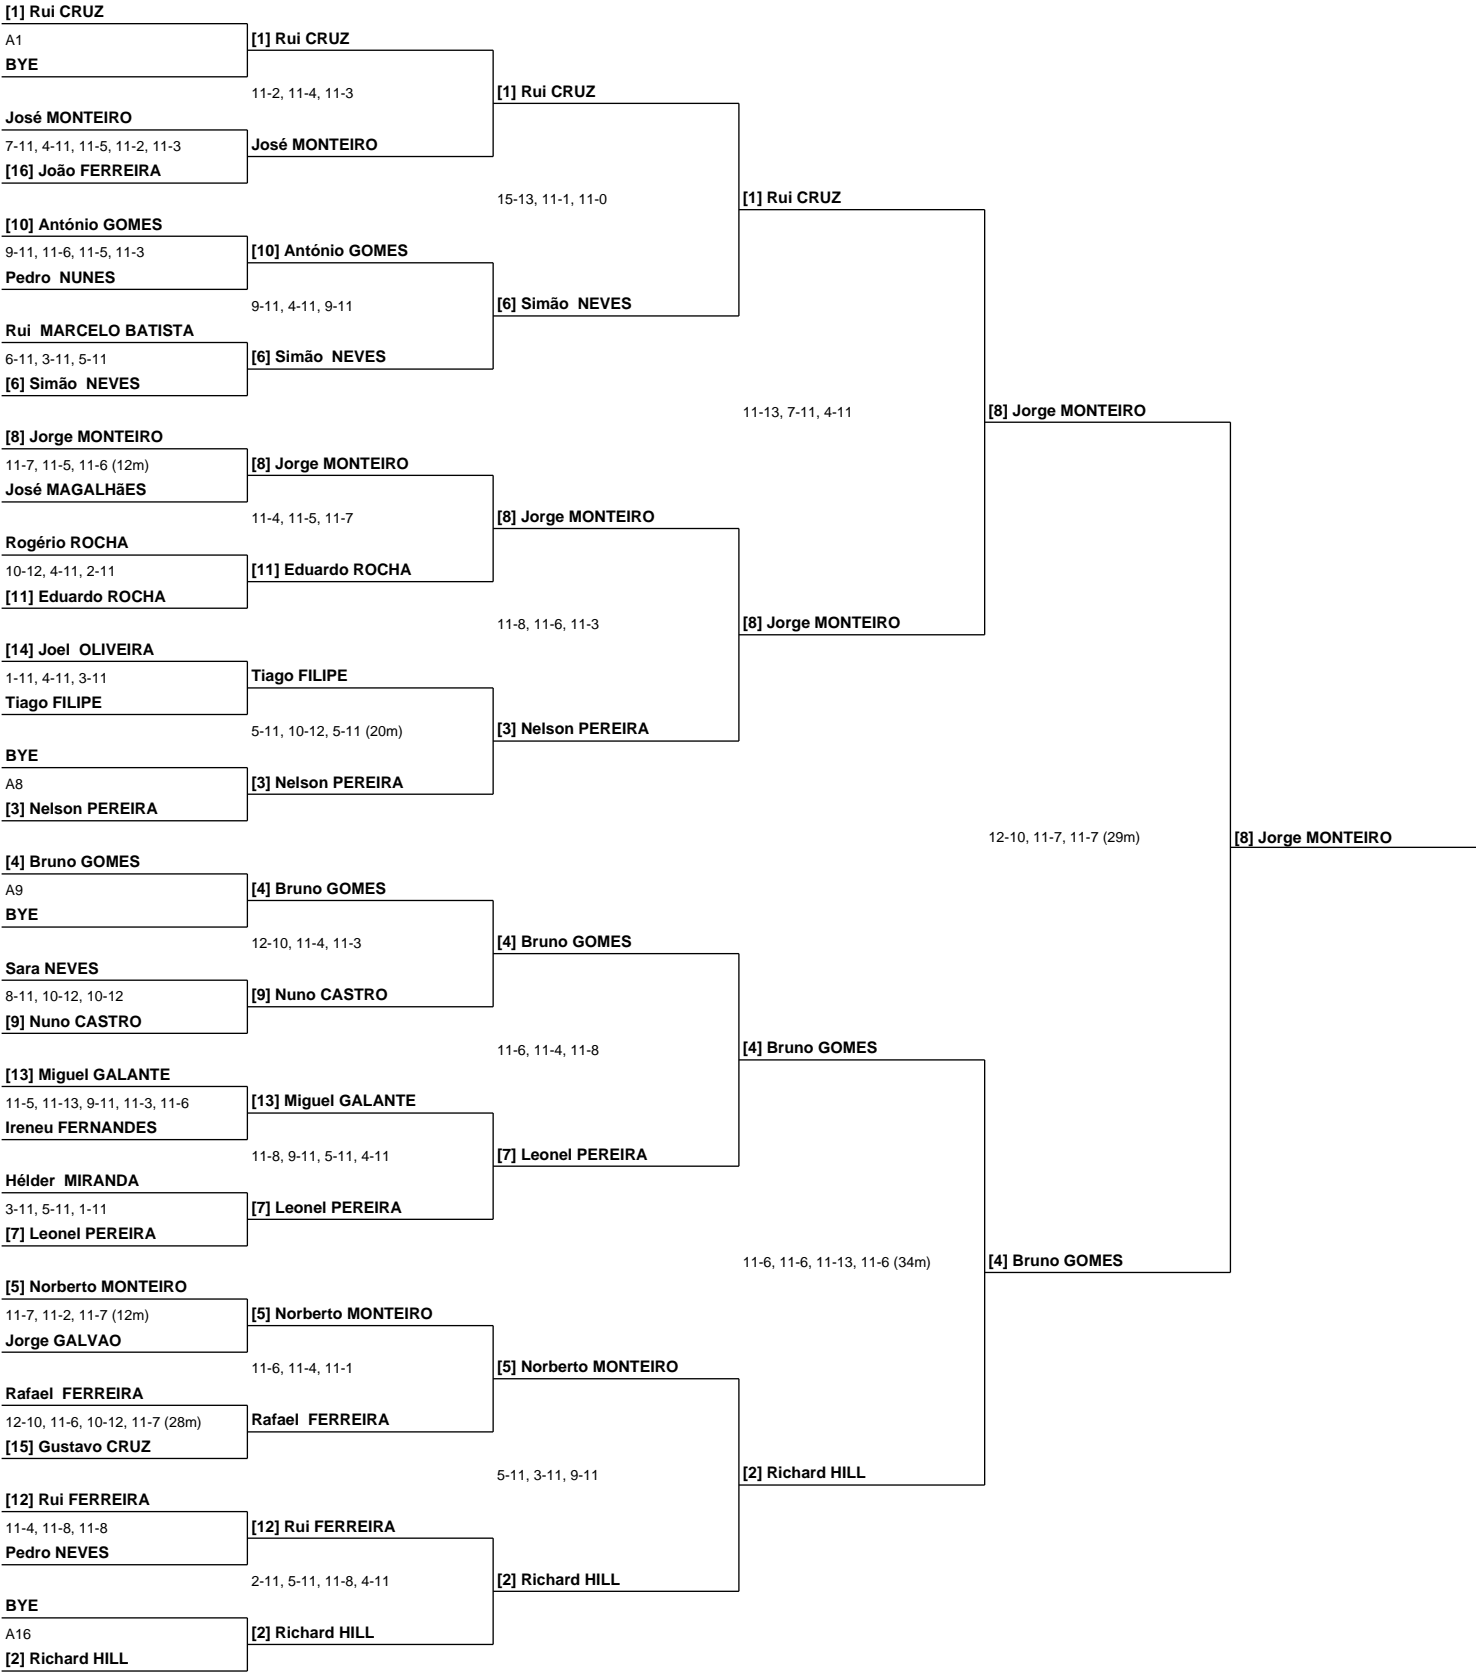 [1] Rui CRUZ
A1
BYE
José MONTEIRO
7-11, 4-11, 11-5, 11-2, 11-3
[16] João FERREIRA
[10] António GOMES
9-11, 11-6, 11-5, 11-3
Pedro  NUNES
Rui  MARCELO BATISTA
6-11, 3-11, 5-11
[6] Simão  NEVES
[8] Jorge MONTEIRO
11-7, 11-5, 11-6 (12m)
José MAGALHãES
Rogério ROCHA
10-12, 4-11, 2-11
[11] Eduardo ROCHA
[14] Joel  OLIVEIRA
1-11, 4-11, 3-11
Tiago FILIPE
BYE
A8
[3] Nelson PEREIRA
[4] Bruno GOMES
A9
BYE
Sara NEVES
8-11, 10-12, 10-12
[9] Nuno CASTRO
[13] Miguel GALANTE
11-5, 11-13, 9-11, 11-3, 11-6
Ireneu FERNANDES
Hélder  MIRANDA
3-11, 5-11, 1-11
[7] Leonel PEREIRA
[5] Norberto MONTEIRO
11-7, 11-2, 11-7 (12m)
Jorge GALVAO
Rafael  FERREIRA
12-10, 11-6, 10-12, 11-7 (28m)
[15] Gustavo CRUZ
[12] Rui FERREIRA
11-4, 11-8, 11-8
Pedro NEVES
BYE
A16
[2] Richard HILL
[1] Rui CRUZ
11-2, 11-4, 11-3
José MONTEIRO
[10] António GOMES
9-11, 4-11, 9-11
[6] Simão  NEVES
[8] Jorge MONTEIRO
11-4, 11-5, 11-7
[11] Eduardo ROCHA
Tiago FILIPE
5-11, 10-12, 5-11 (20m)
[3] Nelson PEREIRA
[4] Bruno GOMES
12-10, 11-4, 11-3
[9] Nuno CASTRO
[13] Miguel GALANTE
11-8, 9-11, 5-11, 4-11
[7] Leonel PEREIRA
[5] Norberto MONTEIRO
11-6, 11-4, 11-1
Rafael  FERREIRA
[12] Rui FERREIRA
2-11, 5-11, 11-8, 4-11
[2] Richard HILL
[1] Rui CRUZ
15-13, 11-1, 11-0
[6] Simão  NEVES
[8] Jorge MONTEIRO
11-8, 11-6, 11-3
[3] Nelson PEREIRA
[4] Bruno GOMES
11-6, 11-4, 11-8
[7] Leonel PEREIRA
[5] Norberto MONTEIRO
5-11, 3-11, 9-11
[2] Richard HILL
[1] Rui CRUZ
11-13, 7-11, 4-11
[8] Jorge MONTEIRO
[4] Bruno GOMES
11-6, 11-6, 11-13, 11-6 (34m)
[2] Richard HILL
[8] Jorge MONTEIRO
12-10, 11-7, 11-7 (29m)
[4] Bruno GOMES
[8] Jorge MONTEIRO